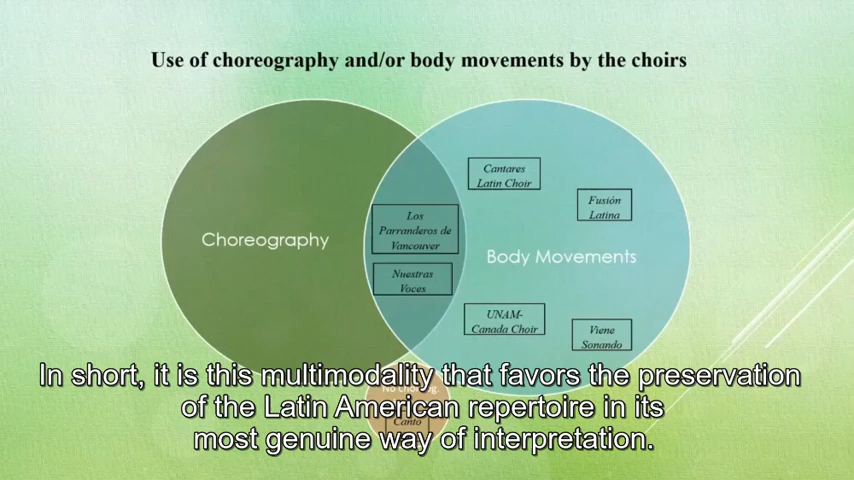 Use of choreography and/or body movements by the choirs
Cantares
Latin Choir
Fusión
Latina
Los
Parranderos de
Vancouver
Choreography
Body Movements
Nuestras
Voces
UNAM-
Canada Choir
Viene
Sonando
In short, it is this multimodality that favors the preservation
No
of the Latin American repertoire in its
Canto
most genuine way of interpretation.